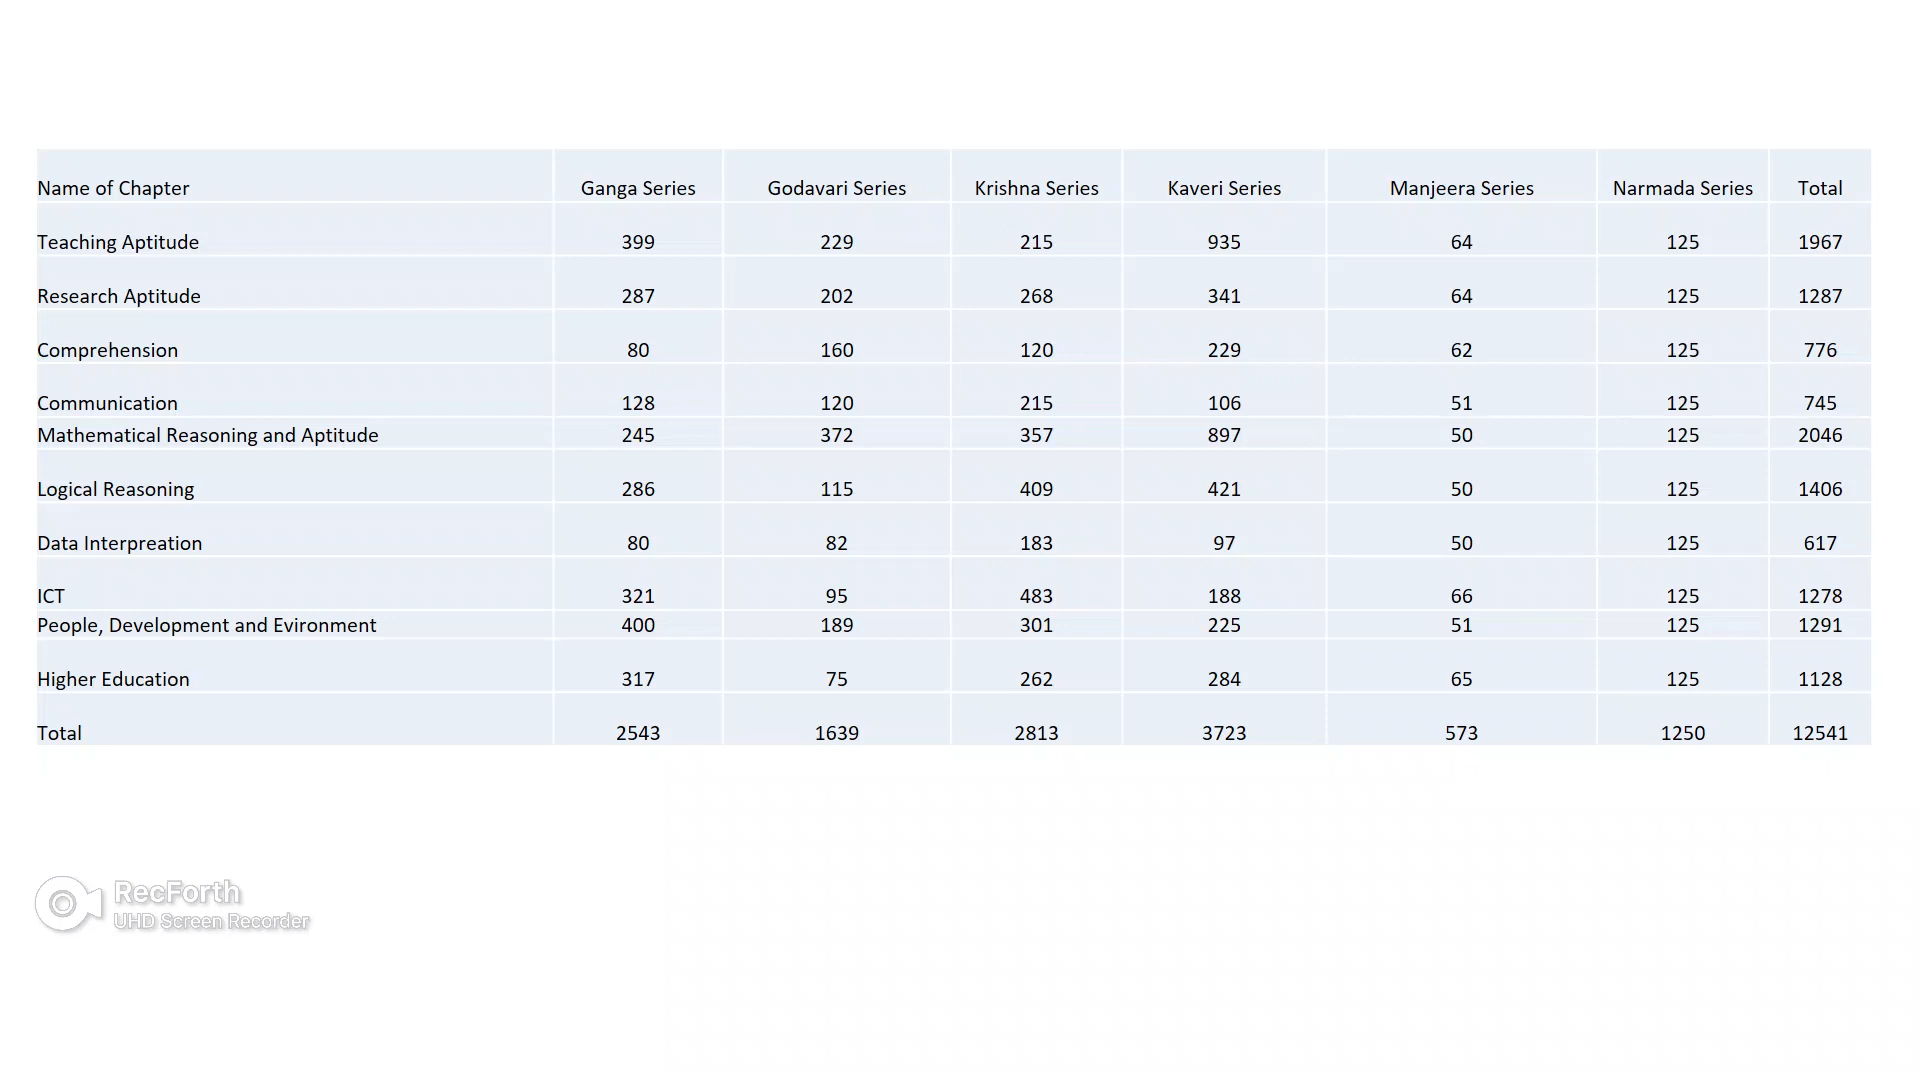 Name of Chapter Ganga Series Godavari Series Krishna Series Kaveri Series Manjeera Series Narmada Series Total
Teaching Aptitude 399 229 215 935 64 125 1967
Research Aptitude 287 202 268 341 64 125 1287
Comprehension 80 160 120 229 62 125 776
Communication 128 120 215 106 51 125 745
Mathematical Reasoning and Aptitude 245 372 357 897 50 125 2046
Logical Reasoning 286 115 409 421 50 125 1406
Data Interpreation 80 82 183 97 50 125 617
ICT 321 95 483 188 66 125 1278
People, Development and Evironment 400 189 301 225 51 125 1291
Higher Education 317 75 262 284 65 125 1128
Total 2543 1639 2813 3723 573 1250 12541
RecForth
UHD Screen Recorder